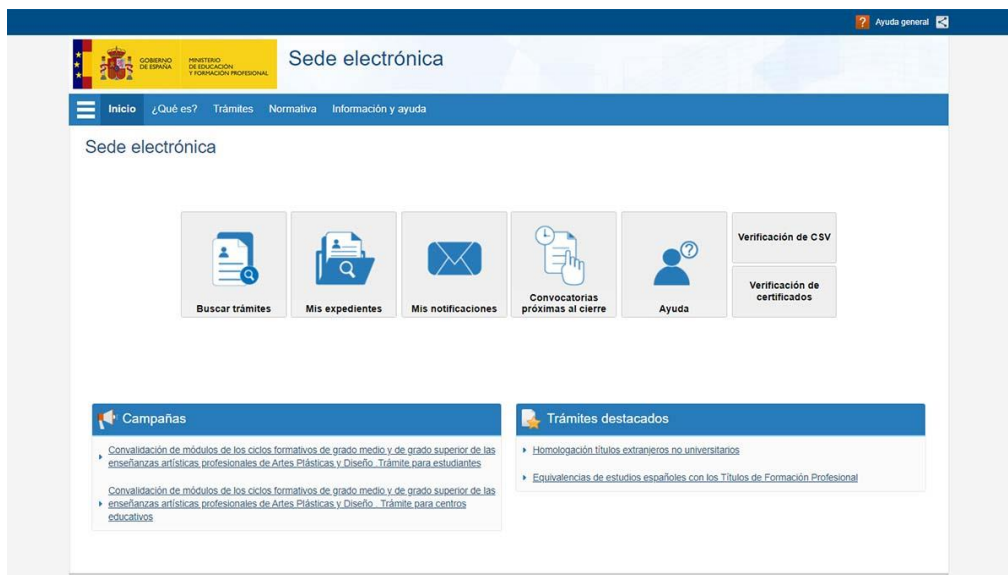 Ayuda general
GOBIERNO
DE ESPAÑA
MINISTERIO
DE EDUCACIÓN
Y FORMACIÓN PROFESIONAL
Sede electrónica
Inicio ¿Qué es? Trámites Normativa Información y ayuda
Sede electrónica
Buscar trámites
Mis expedientes
Mis notificaciones
Convocatorias
próximas al cierre
Ayuda
Verificación de CSV
Verificación de
certificados
Campañas
Convalidación de módulos de los ciclos formativos de grado medio y de grado superior de las
enseñanzas artísticas profesionales de Artes Plásticas y Diseño .Trámite para estudiantes
Convalidación de módulos de los ciclos formativos de grado medio y de grado superior de las
enseñanzas artísticas profesionales de Artes Plásticas y Diseño . Trámite para centros
educativos
Trámites destacados
Homologación títulos extranjeros no universitarios
Equivalencias de estudios españoles con los Títulos de Formación Profesional